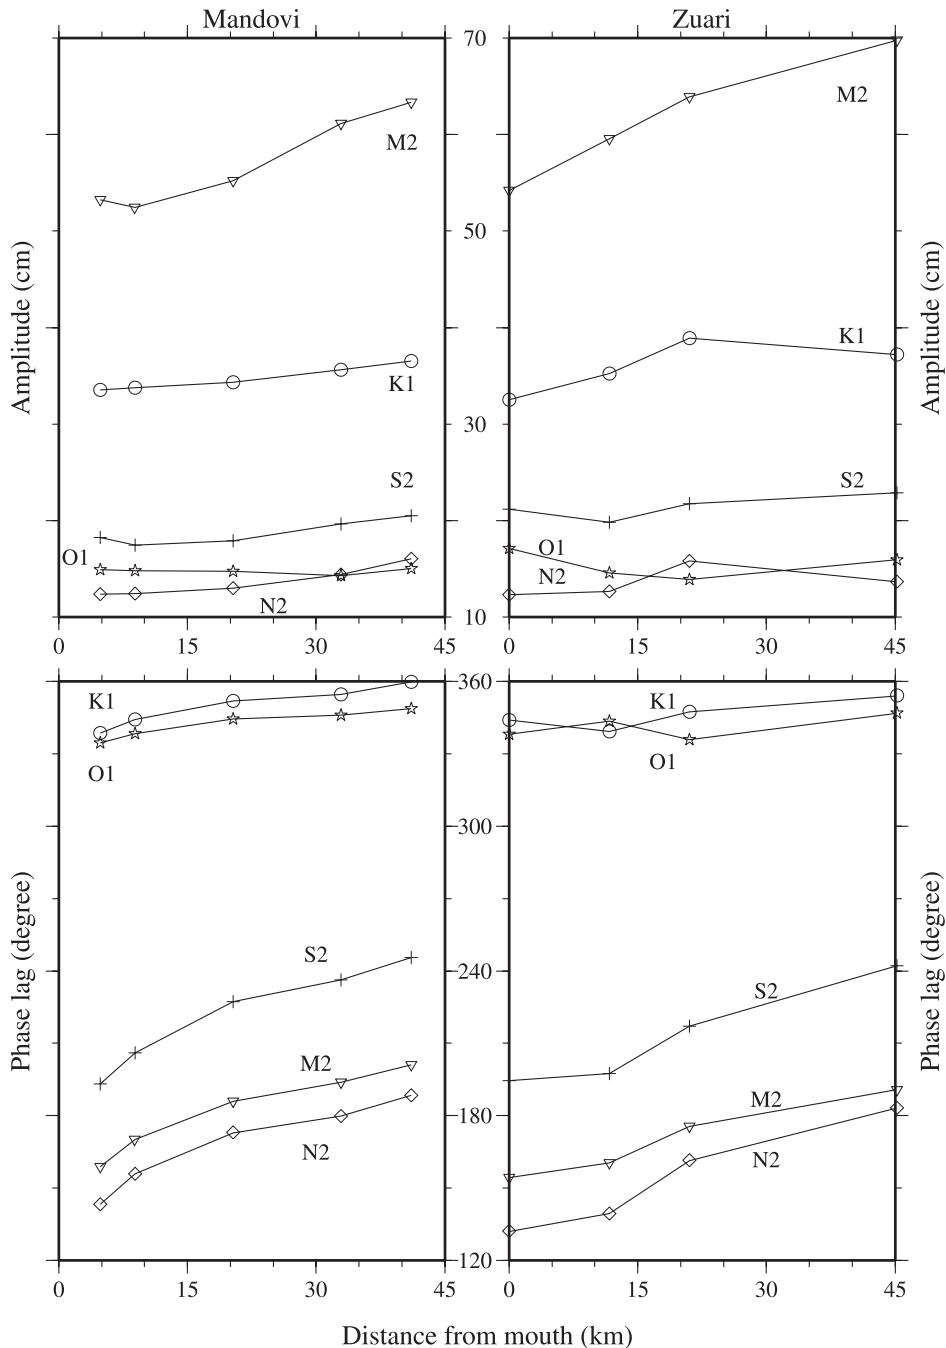 Mandovi Zuari
70
M2
M2
50
Amplitude (cm) Amplitude (cm)
K1
K1
30
S2 S2
O1 O1
N2 N2
10
0 15 30 45 0 15 30 45
360
K1 K1
O1 O1
300
Phase lag (degree) Phase lag (degree)
S2
240
S2
M2
M2
180
N2 N2
120
0 15 30 45 0 15 30 45
Distance from mouth (km)